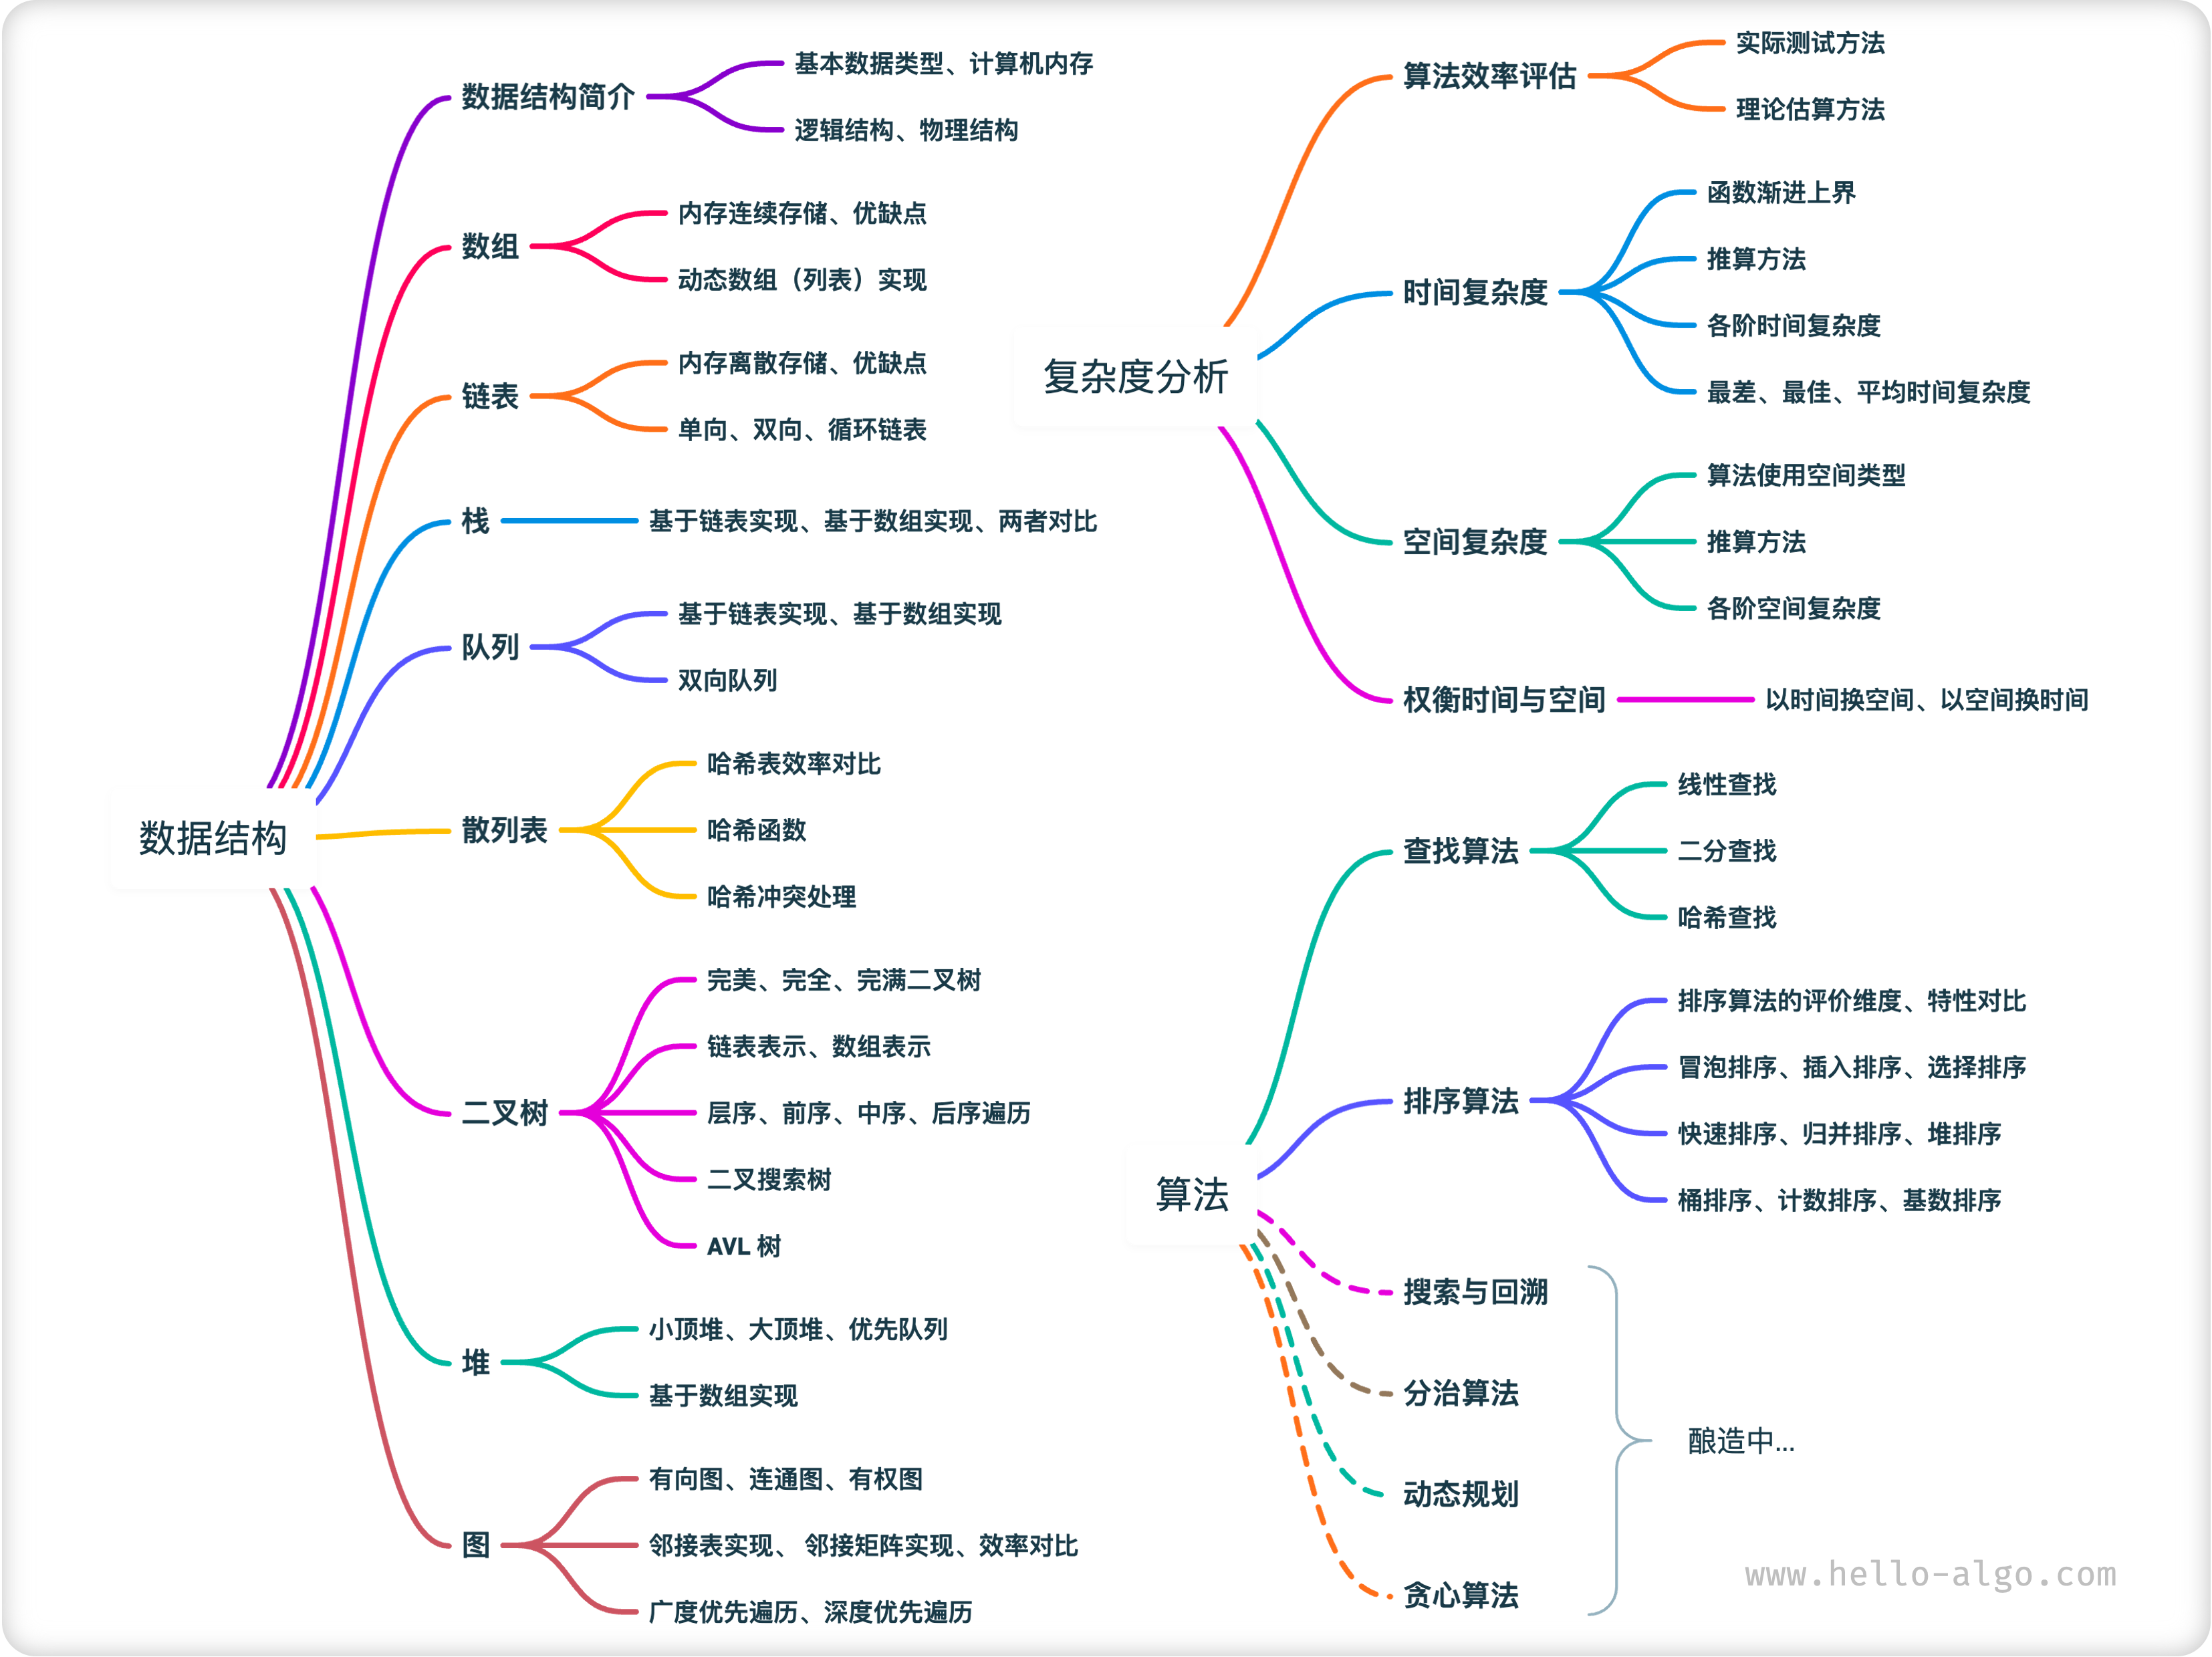 数据结构
数据结构简介
基本数据类型、计算机内存
逻辑结构、物理结构
数组
内存连续存储、优缺点
动态数组（列表）实现
链表
内存离散存储、优缺点
单向、双向、循环链表
栈
基于链表实现、基于数组实现、两者对比
队列
基于链表实现、基于数组实现
双向队列
散列表
哈希表效率对比
哈希函数
哈希冲突处理
二叉树
完美、完全、完满二叉树
链表表示、数组表示
层序、前序、中序、后序遍历
二叉搜索树
AVL 树
堆
小顶堆、大顶堆、优先队列
基于数组实现
图
有向图、连通图、有权图
邻接表实现、 邻接矩阵实现、效率对比
广度优先遍历、深度优先遍历
复杂度分析
算法效率评估
实际测试方法
理论估算方法
时间复杂度
函数渐进上界
推算方法
各阶时间复杂度
最差、最佳、平均时间复杂度
空间复杂度
算法使用空间类型
推算方法
各阶空间复杂度
权衡时间与空间
以时间换空间、以空间换时间
算法
查找算法
线性查找
二分查找
哈希查找
排序算法
排序算法的评价维度、特性对比
冒泡排序、插入排序、选择排序
快速排序、归并排序、堆排序
桶排序、计数排序、基数排序
搜索与回溯
分治算法
动态规划
贪心算法
酿造中...
www.hello-algo.com